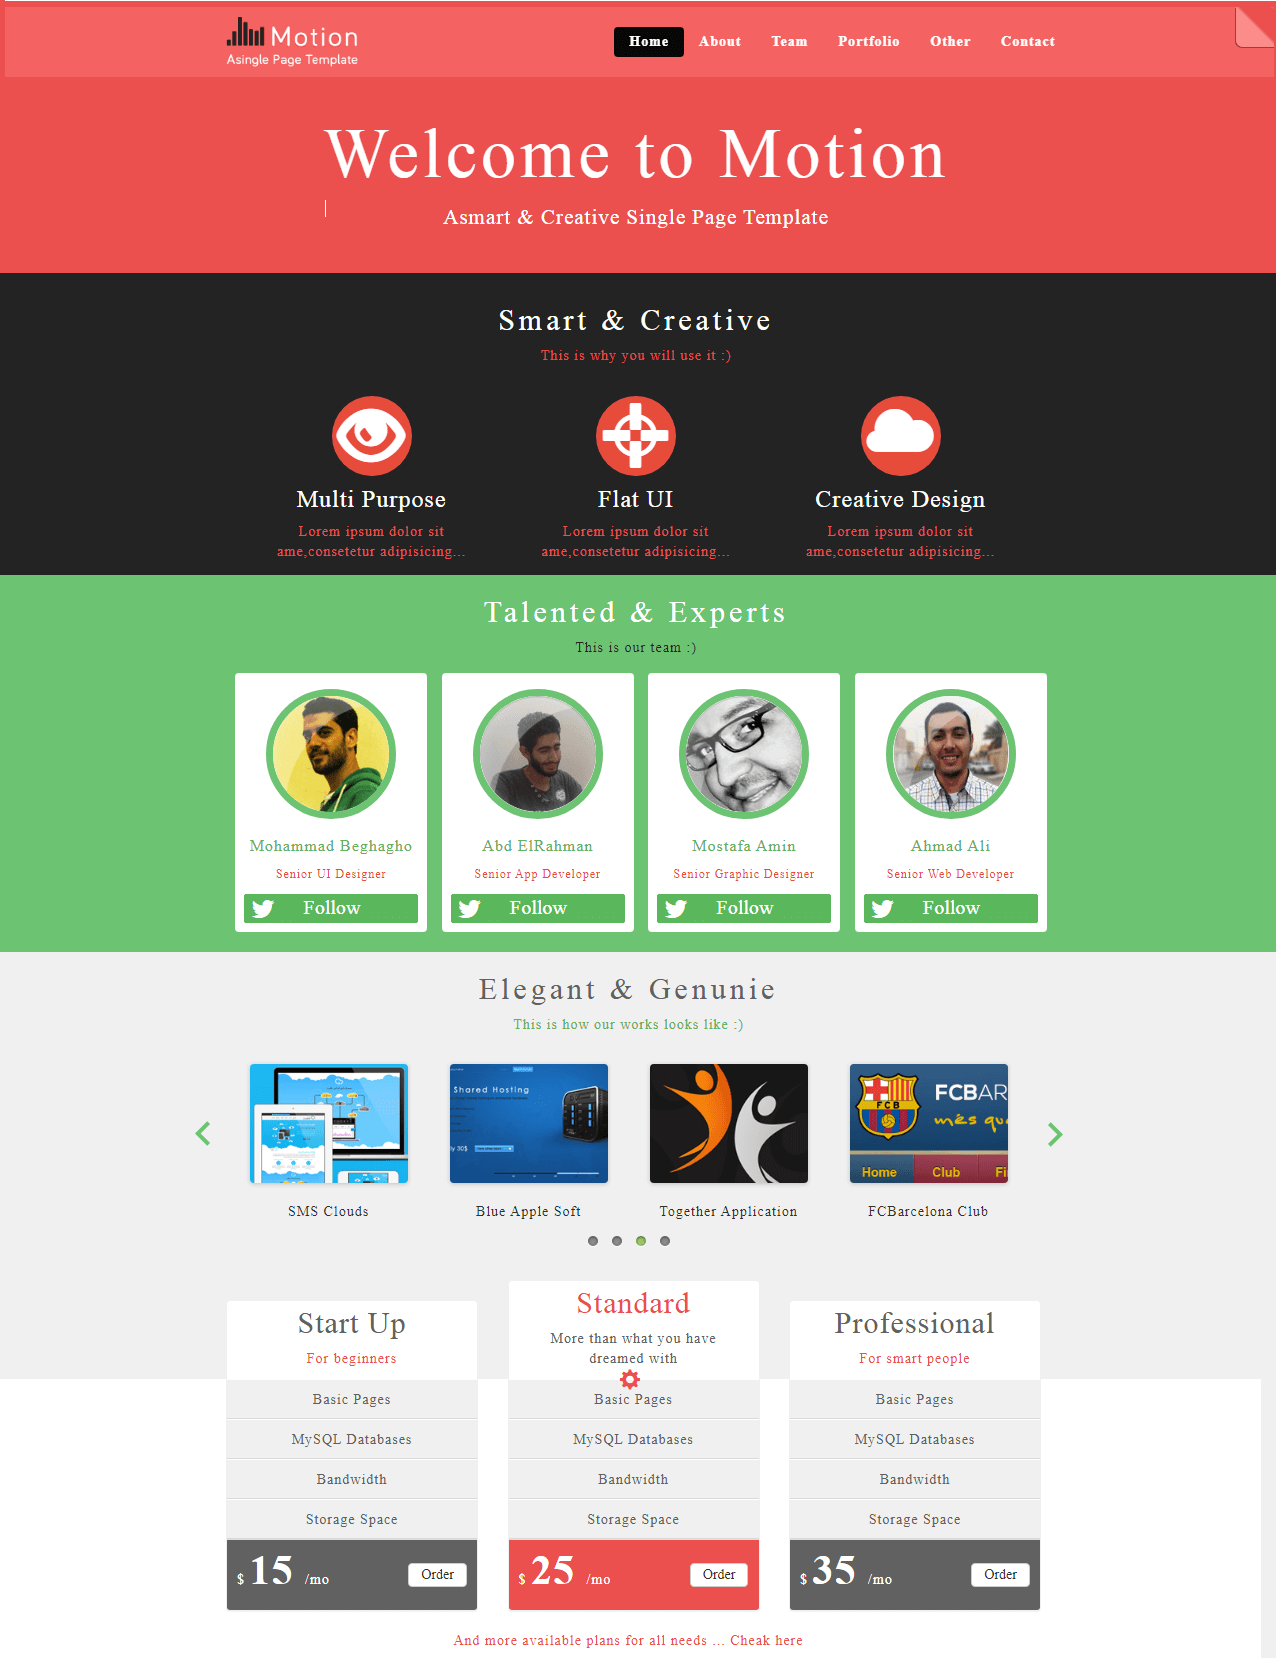 Motion
Asingle Page Template
Home About Team Portfolio Other Contact
Welcome to Motion
Asmart & Creative Single Page Template
Smart & Creative
This is why you will use it :)
Multi Purpose
Lorem ipsum dolor sit
ame,consetetur adipisicing...
Flat UI
Lorem ipsum dolor sit
ame,consetetur adipisicing...
Creative Design
Lorem ipsum dolor sit
ame,consetetur adipisicing...
Talented & Experts
This is our team :)
Mohammad Beghagho
Senior UI Designer
Follow
Abd ElRahman
Senior App Developer
Follow
Mostafa Amin
Senior Graphic Designer
Follow
Ahmad Ali
Senior Web Developer
Follow
Elegant & Genunie
This is how our works looks like :)
Shared Hosting
ly 30$
FCB
FCBAR
més qu
Home Club Fi
SMS Clouds
Blue Apple Soft
Together Application
FCBarcelona Club
Start Up
For beginners
Basic Pages
MySQL Databases
Bandwidth
Storage Space
$ 15 /mo Order
Standard
More than what you have
dreamed with
Basic Pages
MySQL Databases
Bandwidth
Storage Space
$ 25 /mo Order
Professional
For smart people
Basic Pages
MySQL Databases
Bandwidth
Storage Space
$ 35 /mo Order
And more available plans for all needs ... Cheak here